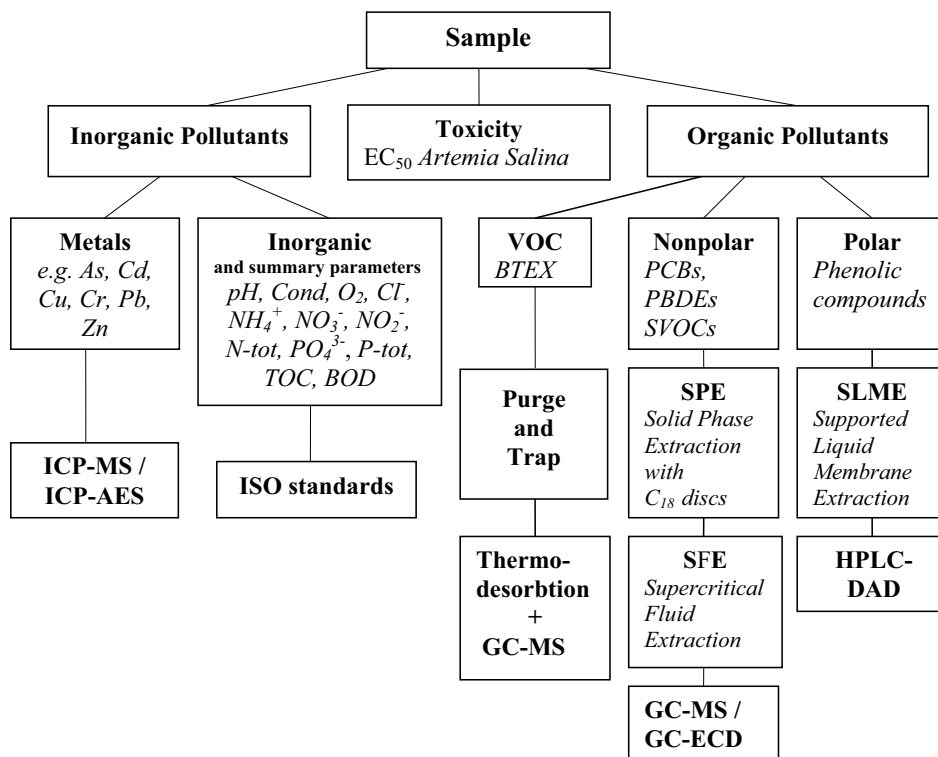 Sample
Inorganic Pollutants
Toxicity
EC₅₀ Artemia Salina
Organic Pollutants
Metals
e.g. As, Cd,
Cu, Cr, Pb,
Zn
Inorganic
and summary parameters
pH, Cond, O₂, Cl⁻,
NH₄⁺, NO₃⁻, NO₂⁻,
N-tot, PO₄³⁻, P-tot,
TOC, BOD
VOC
BTEX
Nonpolar
PCBs,
PBDEs
SVOCs
Polar
Phenolic
compounds
ICP-MS /
ICP-AES
ISO standards
Purge
and
Trap
SPE
Solid Phase
Extraction
with
C₁₈ discs
SLME
Supported
Liquid
Membrane
Extraction
Thermo-
desorbtion
+
GC-MS
SFE
Supercritical
Fluid
Extraction
HPLC-
DAD
GC-MS /
GC-ECD